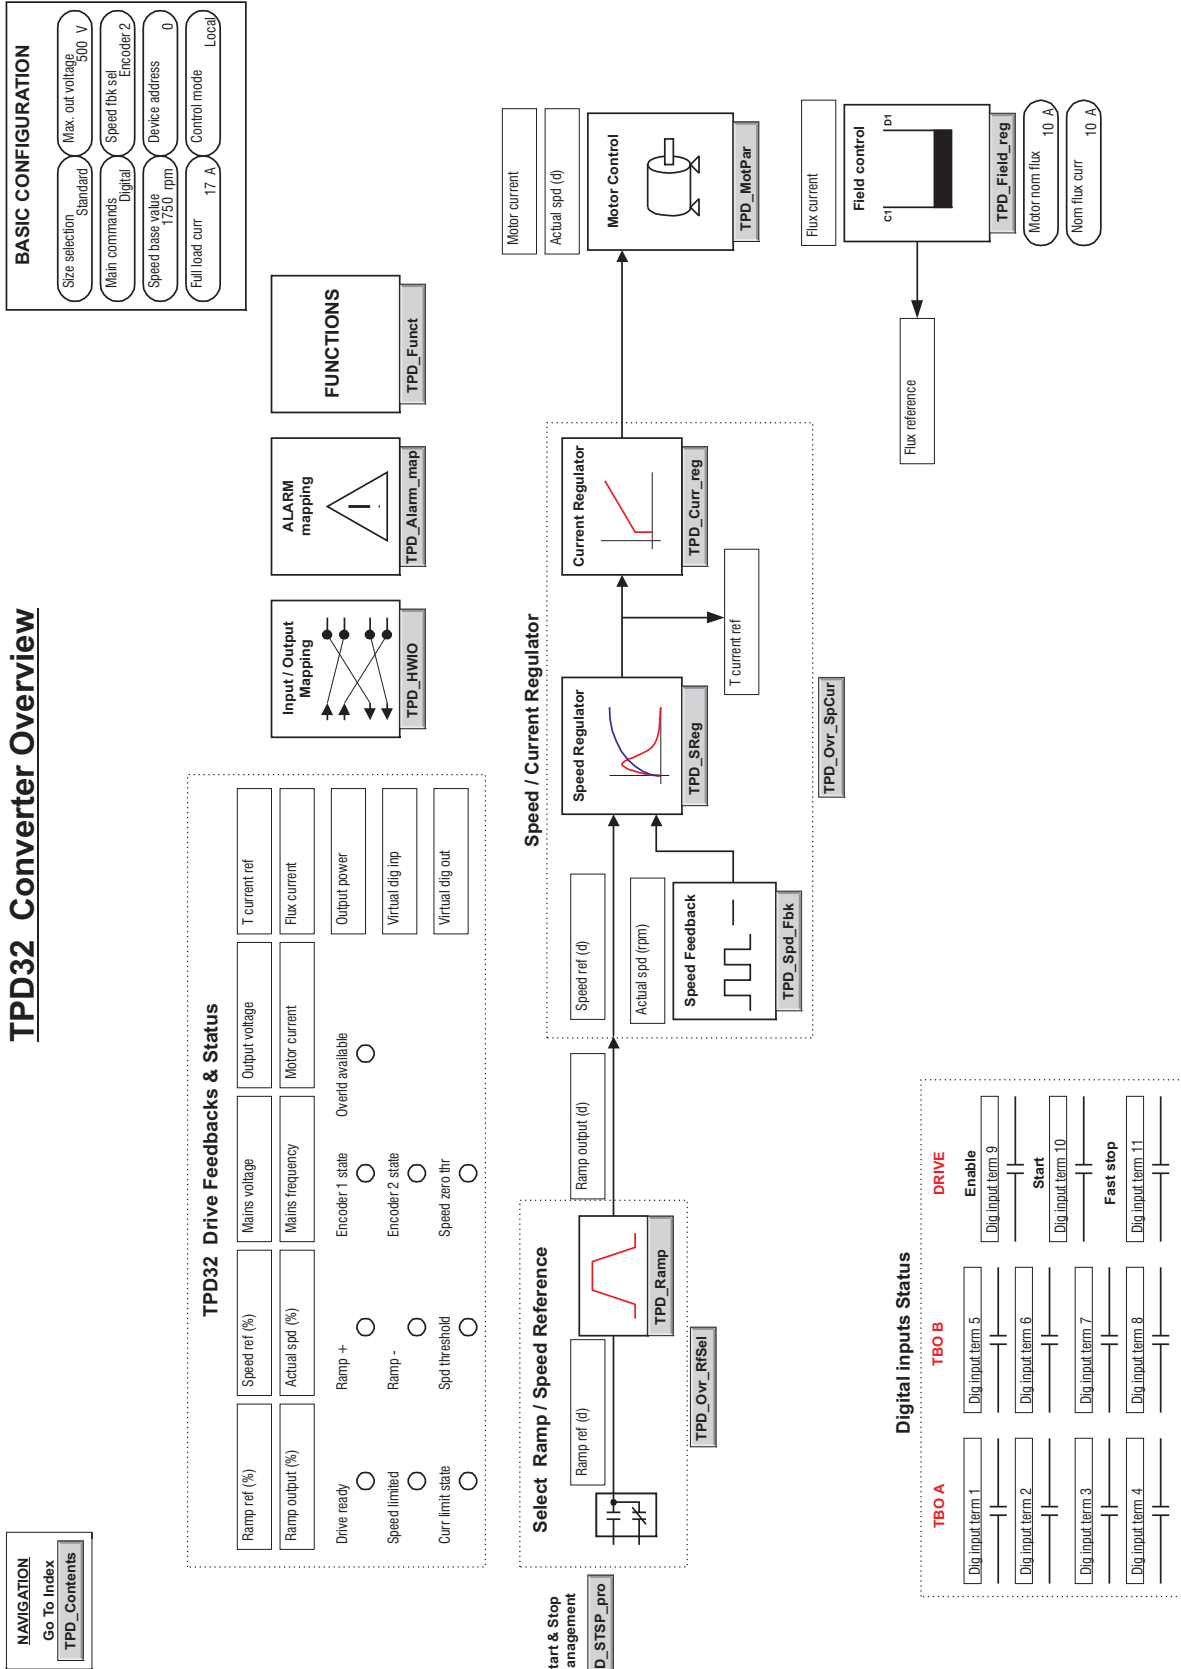 TPD32 Converter Overview
NAVIGATION
Go To Index
TPD_Contents
BASIC CONFIGURATION
Size selection
Standard
Max. out voltage
500 V
Main commands
Digital
Speed fbk sel
Encoder 2
Speed base value
1750 rpm
Device address
0
Full load curr
17 A
Control mode
Local
TPD32 Drive Feedbacks & Status
Ramp ref (%)
Speed ref (%)
Mains voltage
Output voltage
T current ref
Ramp output (%)
Actual spd (%)
Mains frequency
Motor current
Flux current
Drive ready
Ramp +
Encoder 1 state
Overld available
Output power
Speed limited
Ramp -
Encoder 2 state
Virtual dig inp
Curr limit state
Spd threshold
Speed zero thr
Virtual dig out
Input / Output
Mapping
TPD_HWIO
ALARM
mapping
TPD_Alarm_map
FUNCTIONS
TPD_Funct
tart & Stop
anagement
D_STSP_pro
Select Ramp / Speed Reference
Ramp ref (d)
TPD_Ramp
TPD_Ovr_RfSel
Ramp output (d)
Speed / Current Regulator
Speed ref (d)
Actual spd (rpm)
Speed Feedback
TPD_Spd_Fbk
Speed Regulator
TPD_SReg
T current ref
Current Regulator
TPD_Curr_reg
TPD_Ovr_SpCur
Motor current
Actual spd (d)
Motor Control
TPD_MotPar
Flux reference
Flux current
Field control
C1
D1
TPD_Field_reg
Motor nom flux
10 A
Nom flux curr
10 A
Digital inputs Status
TBO A
TBO B
DRIVE
Dig input term 1
Dig input term 5
Enable
Dig input term 9
Dig input term 2
Dig input term 6
Start
Dig input term 10
Dig input term 3
Dig input term 7
Fast stop
Dig input term 11
Dig input term 4
Dig input term 8